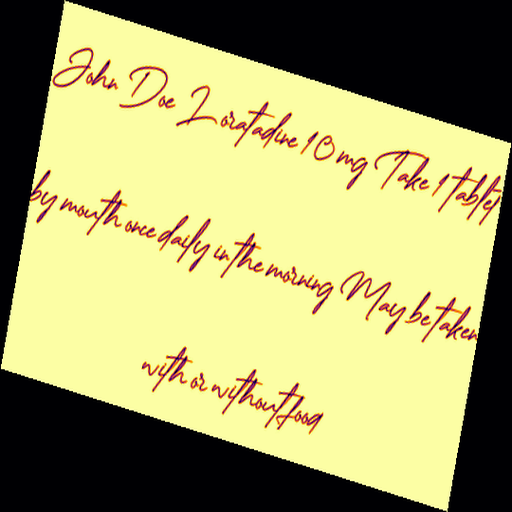 John Doe Loratadine 10 mg Take 1 tablet
by mouth once daily in the morning May be taken
with or without food